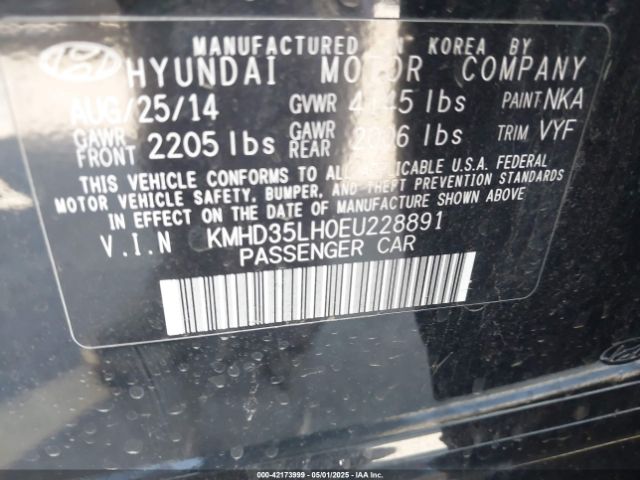 MANUFACTURED IN KOREA BY
HYUNDAI MOTOR COMPANY
AUG/25/14 GVWR lbs PAINT NKA
GAWR FRONT 2205 lbs GAWR REAR lbs TRIM VYF
THIS VEHICLE CONFORMS TO ALL APPLICABLE U.S.A. FEDERAL
MOTOR VEHICLE SAFETY, BUMPER, AND THEFT PREVENTION STANDARDS
IN EFFECT ON THE DATE OF MANUFACTURE SHOWN ABOVE
V.I.N KMHD35LH0EU228891
PASSENGER CAR
000-42173999 05/01/2025 IAAI.COM